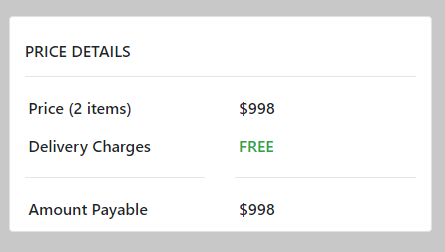 PRICE DETAILS
Price (2 items) $998
Delivery Charges FREE
Amount Payable $998